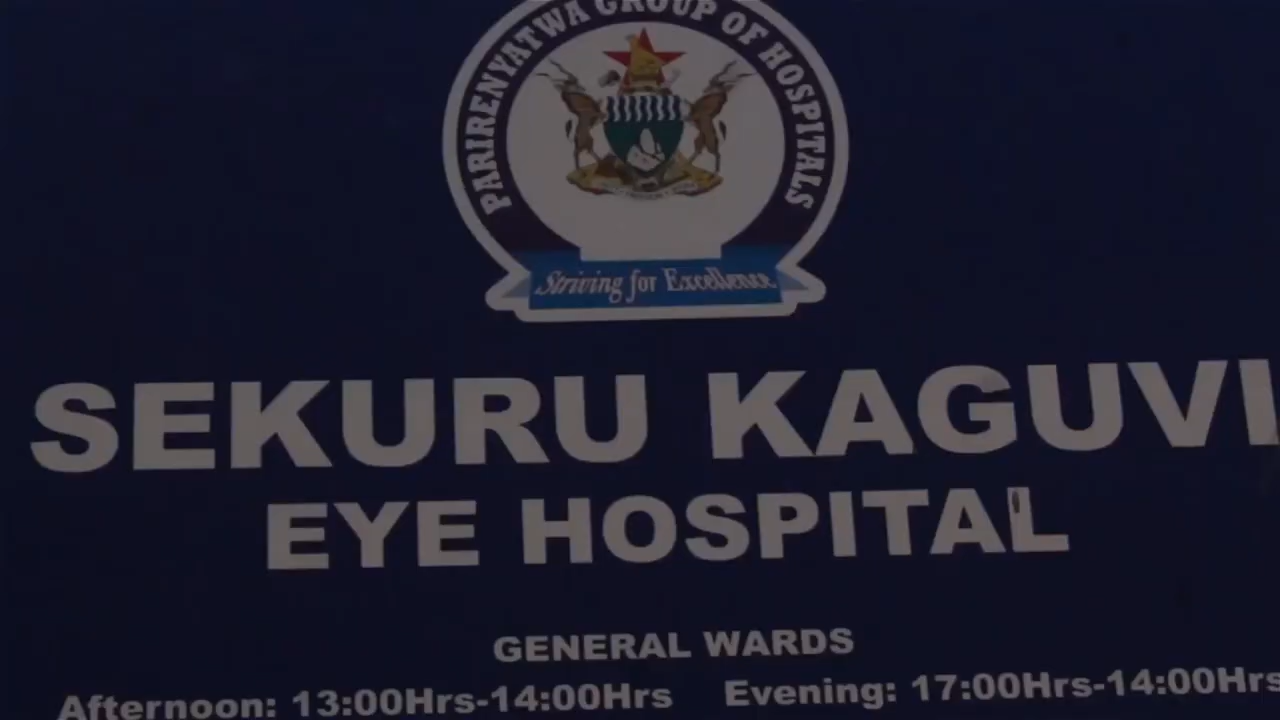 PARIRENYATWA GROUP OF HOSPITALS
Striving for Excellence
SEKURU KAGUVI
EYE HOSPITAL
GENERAL WARDS
Afternoon: 13:00Hrs-14:00Hrs Evening: 17:00Hrs-14:00Hrs